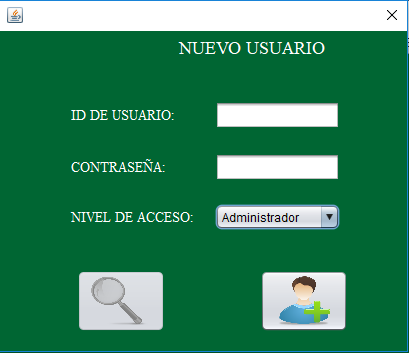 NUEVO USUARIO
ID DE USUARIO:
CONTRASEÑA:
NIVEL DE ACCESO: Administrador